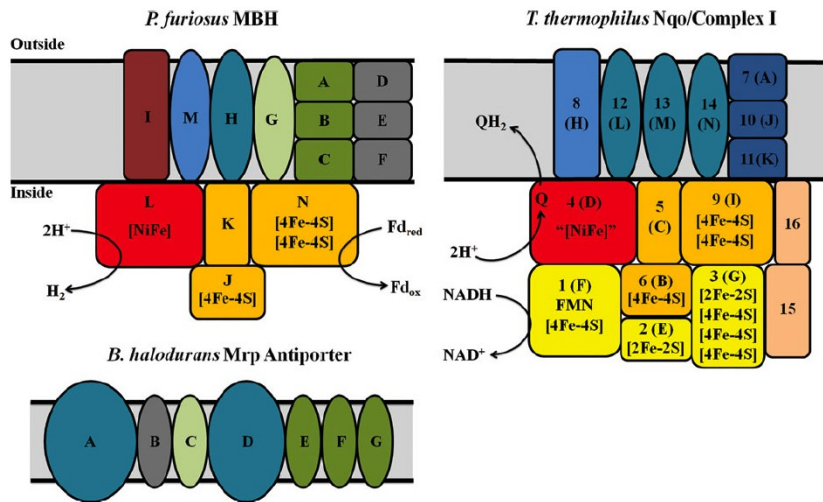 P. furiosus MBH
Outside
I
M
H
G
A
D
B
E
C
F
Inside
L
[NiFe]
K
N
[4Fe-4S]
[4Fe-4S]
2H⁺
H₂
J
[4Fe-4S]
Fd_red
Fd_ox
B. halodurans Mrp Antiporter
A
B
C
D
E
F
G
T. thermophilus Nqo/Complex I
8
(H)
12
(L)
13
(M)
14
(N)
7 (A)
10 (J)
11(K)
QH₂
Q
4 (D)
“[NiFe]”
5
(C)
9 (I)
[4Fe-4S]
[4Fe-4S]
16
2H⁺
NADH
NAD⁺
1 (F)
FMN
[4Fe-4S]
6 (B)
[4Fe-4S]
2 (E)
[2Fe-2S]
3 (G)
[2Fe-2S]
[4Fe-4S]
[4Fe-4S]
[4Fe-4S]
15